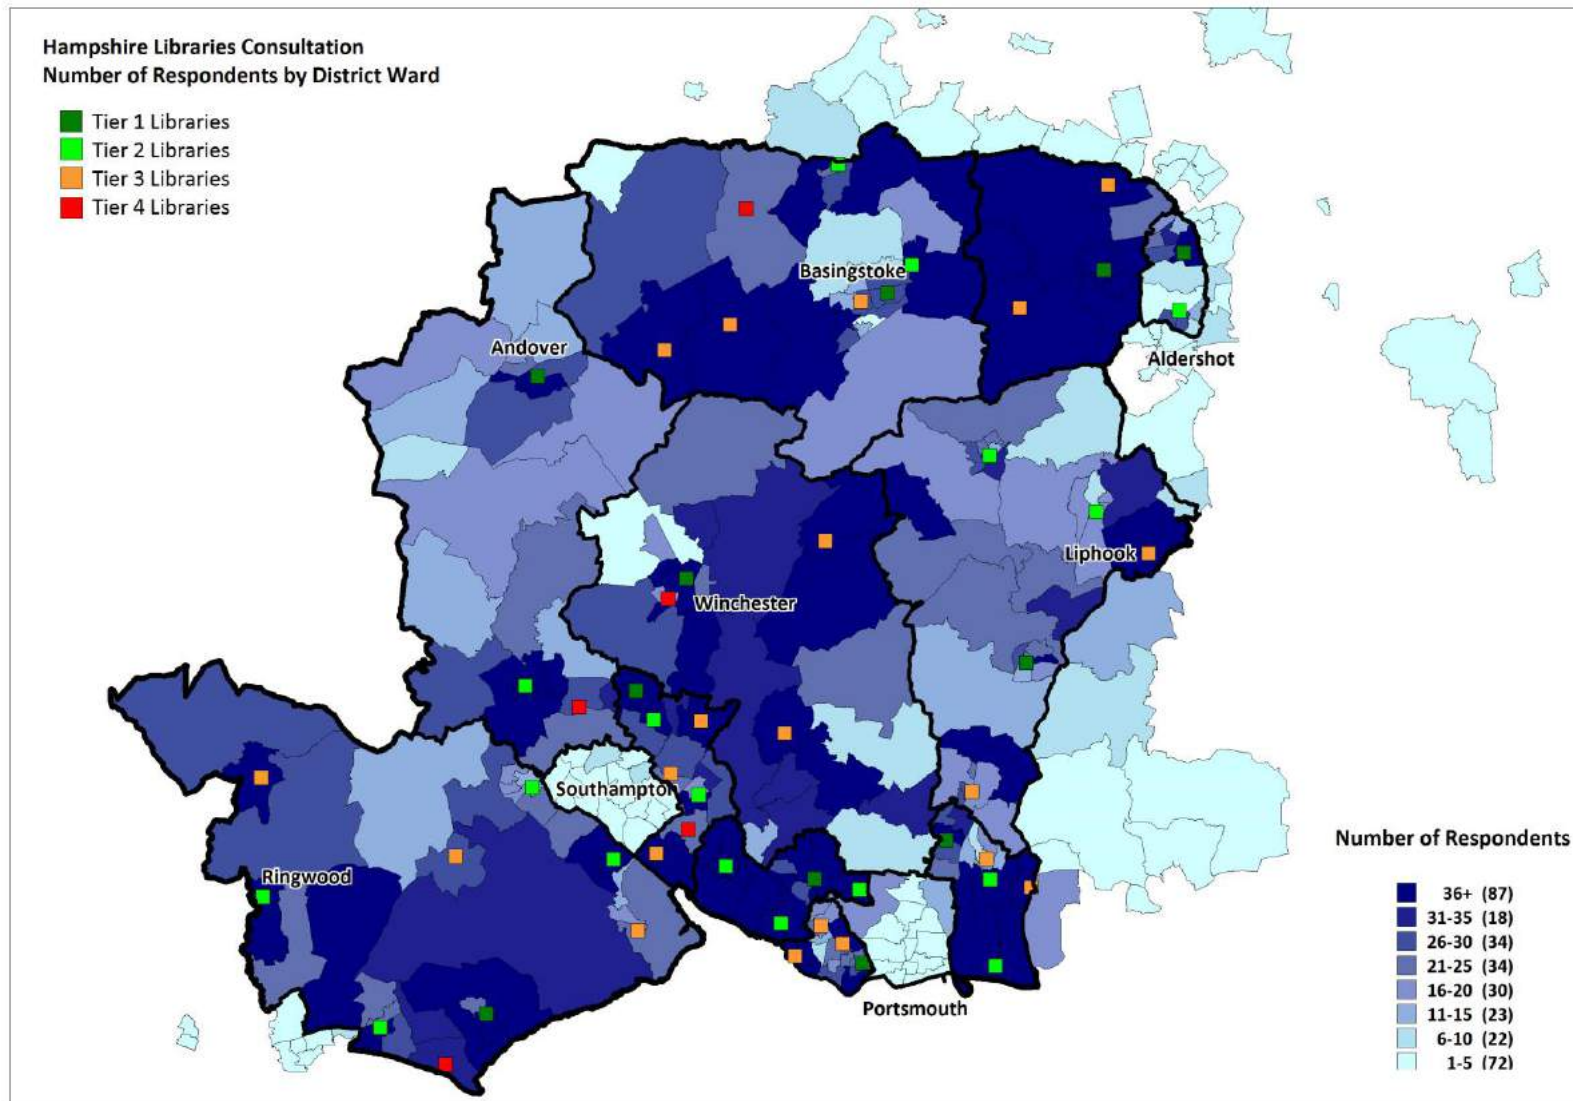 Hampshire Libraries Consultation
Number of Respondents by District Ward
Tier 1 Libraries
Tier 2 Libraries
Tier 3 Libraries
Tier 4 Libraries
Basingstoke
Andover
Aldershot
Liphook
Winchester
Southampton
Ringwood
Portsmouth
Number of Respondents
36+ (87)
31-35 (18)
26-30 (34)
21-25 (34)
16-20 (30)
11-15 (23)
6-10 (22)
1-5 (72)